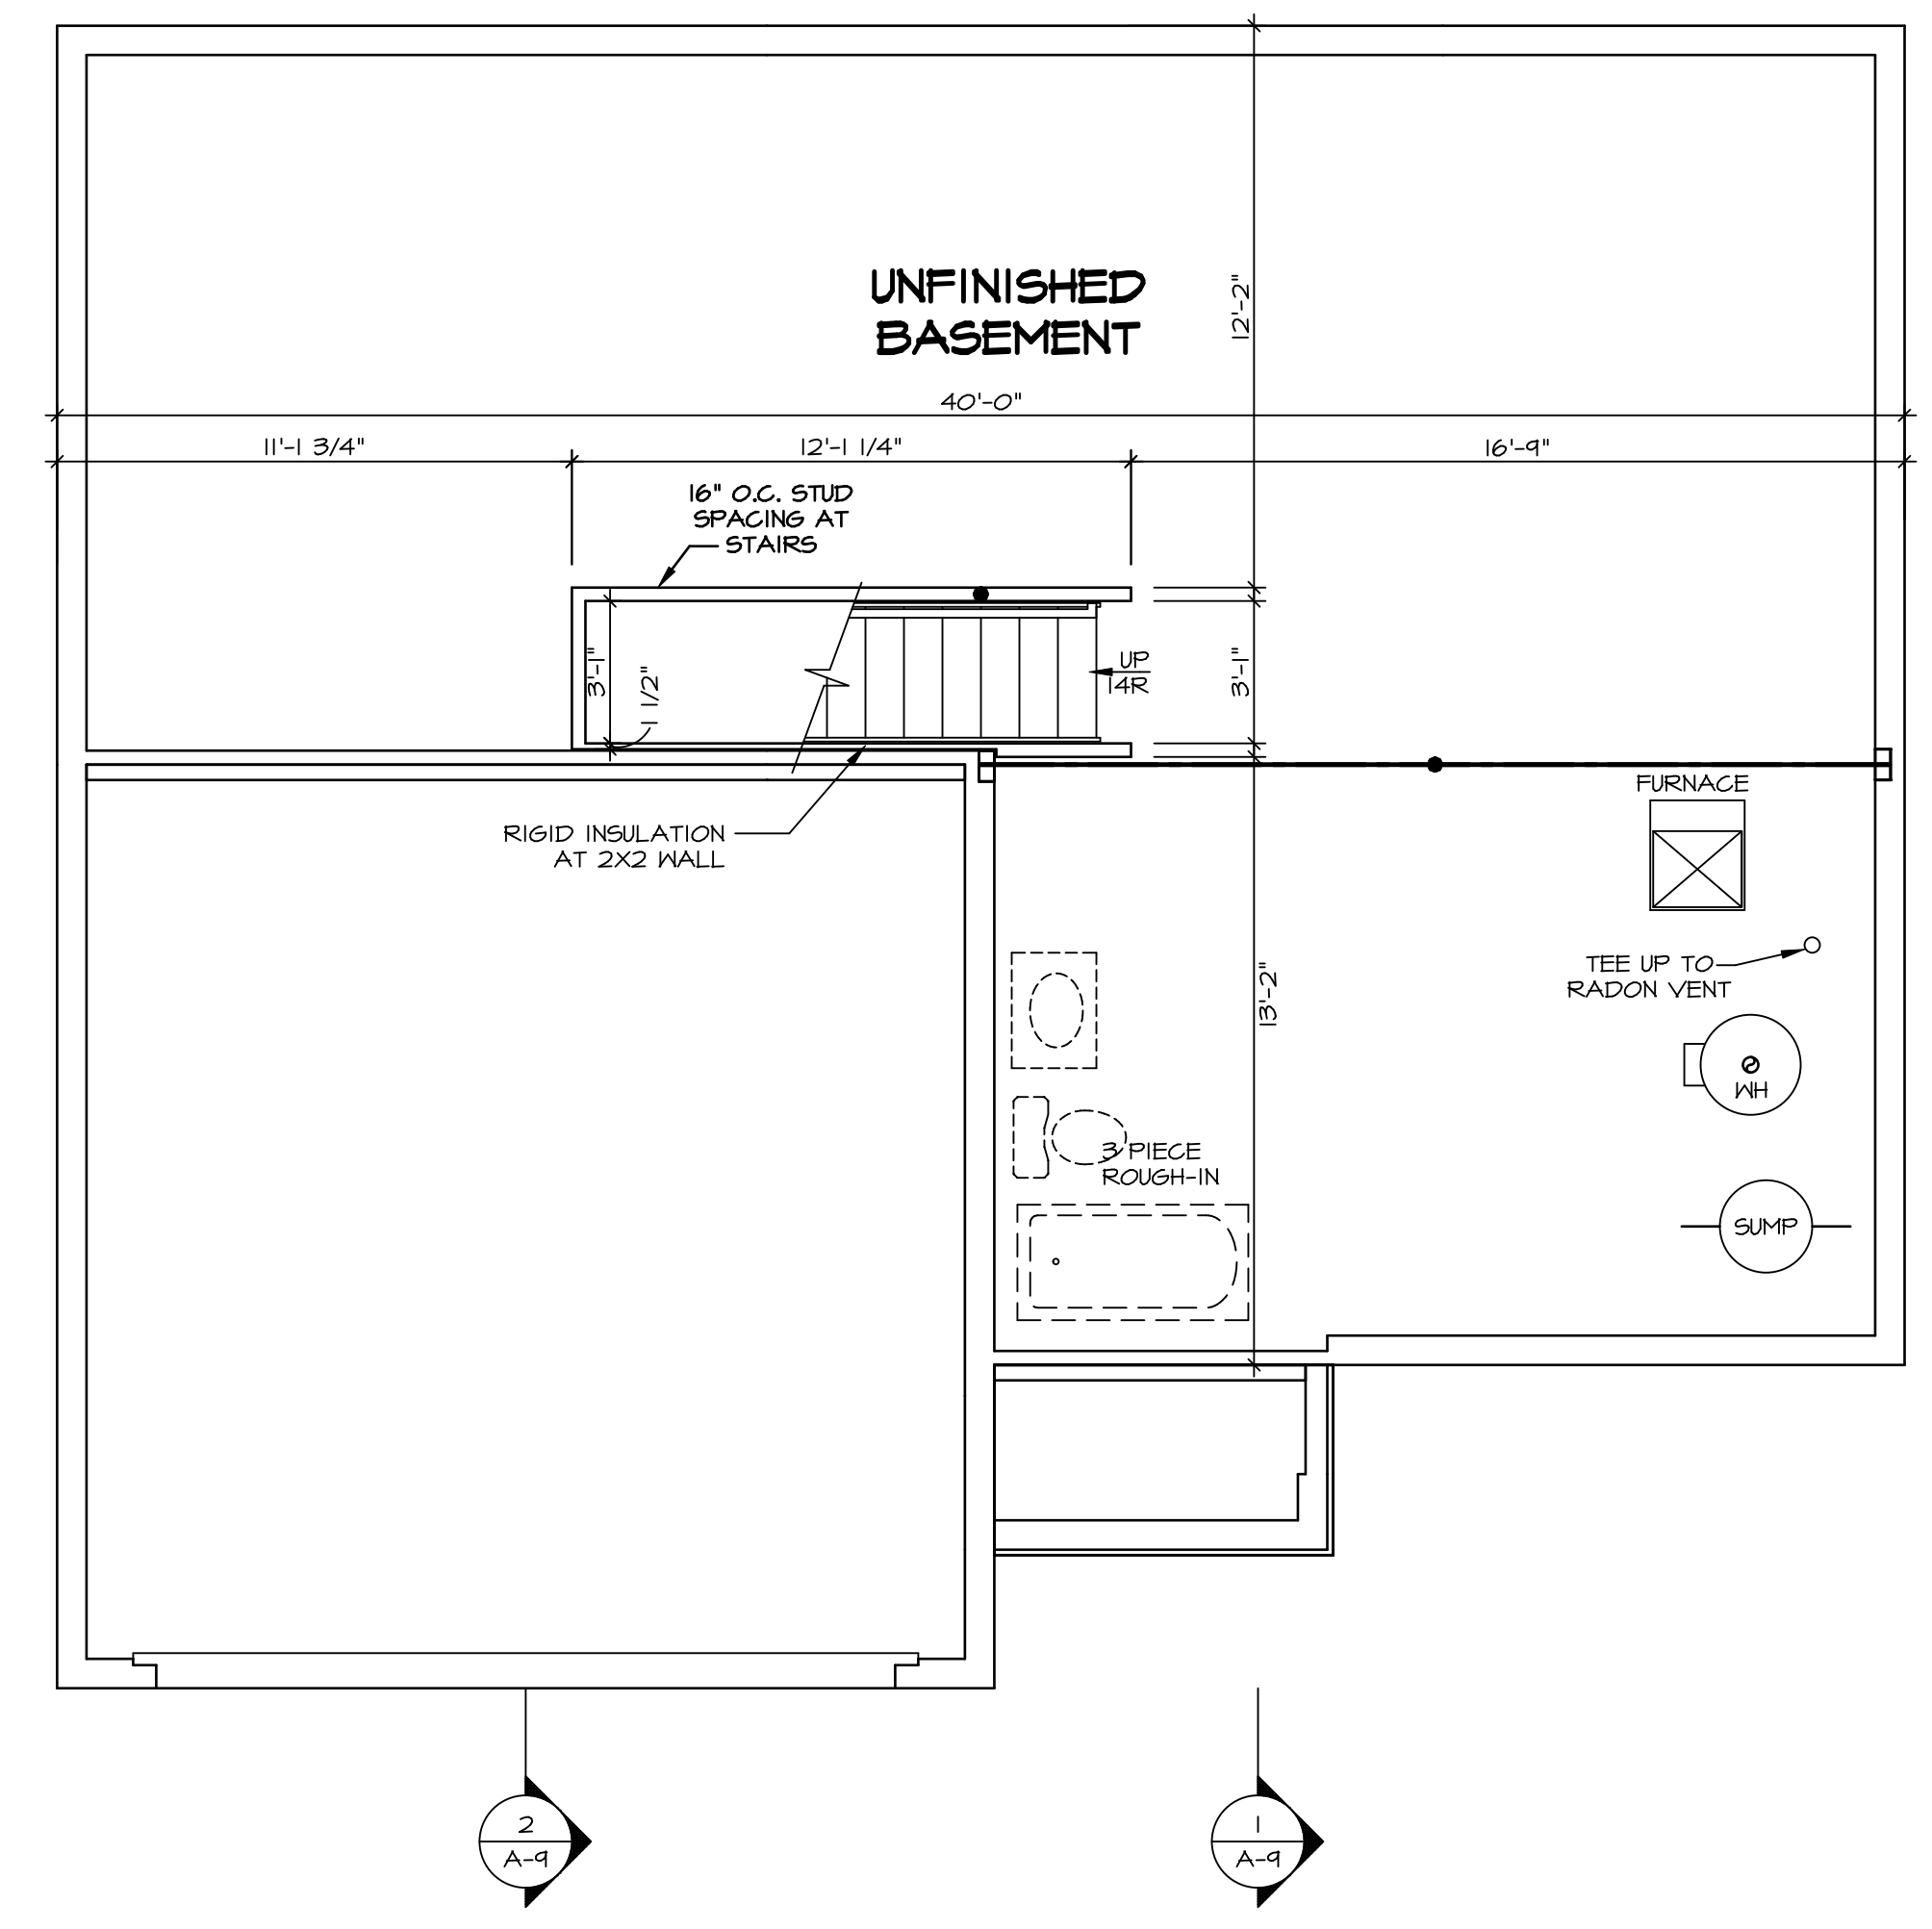 UNFINISHED
BASEMENT
12'-2"
40'-0"
11'-1 3/4"
12'-1 1/4"
16'-9"
16" O.C. STUD
SPACING AT
STAIRS
3'-1"
1 1/2"
UP
14R
3'-1"
FURNACE
RIGID INSULATION
AT 2X2 WALL
TEE UP TO
RADON VENT
13'-2"
WH
3 PIECE
ROUGH-IN
SUMP
2
A-9
1
A-9